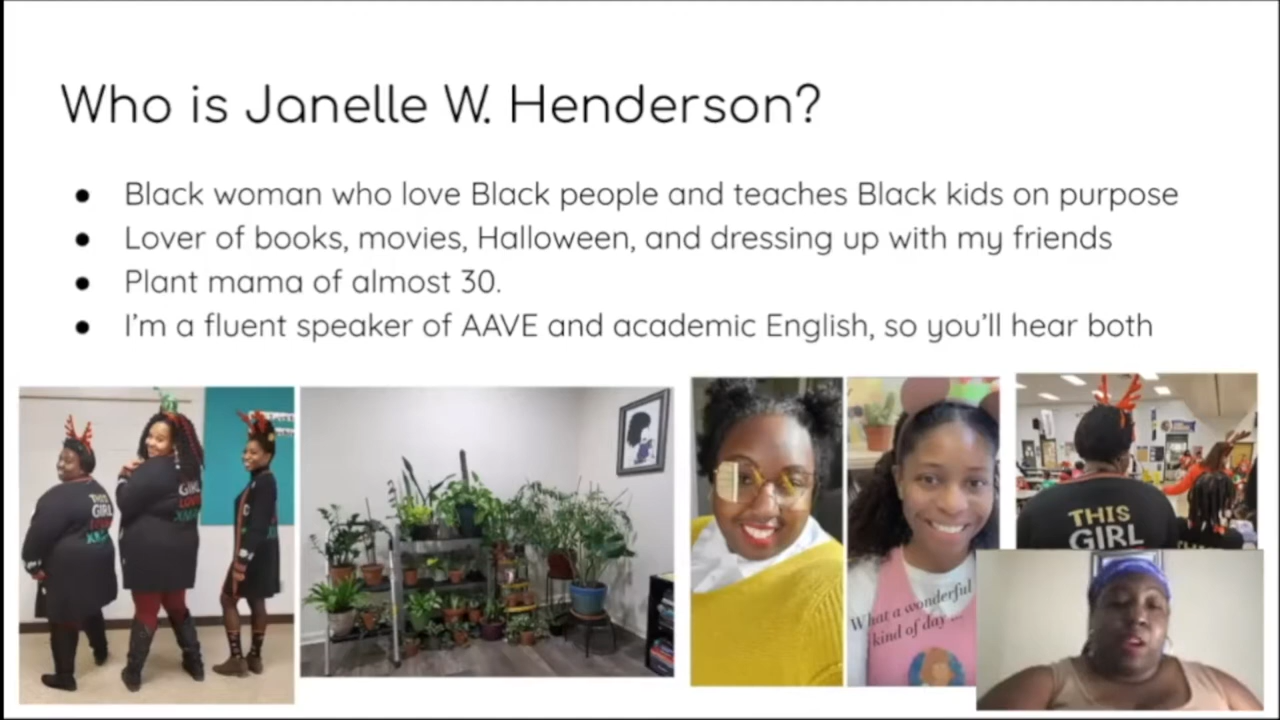 Who is Janelle W. Henderson?
● Black woman who love Black people and teaches Black kids on purpose
● Lover of books, movies, Halloween, and dressing up with my friends
● Plant mama of almost 30.
● I'm a fluent speaker of AAVE and academic English, so you'll hear both
THIS
GIRL
GIRL
What a wonderful
kind of day...
THIS
GIRL